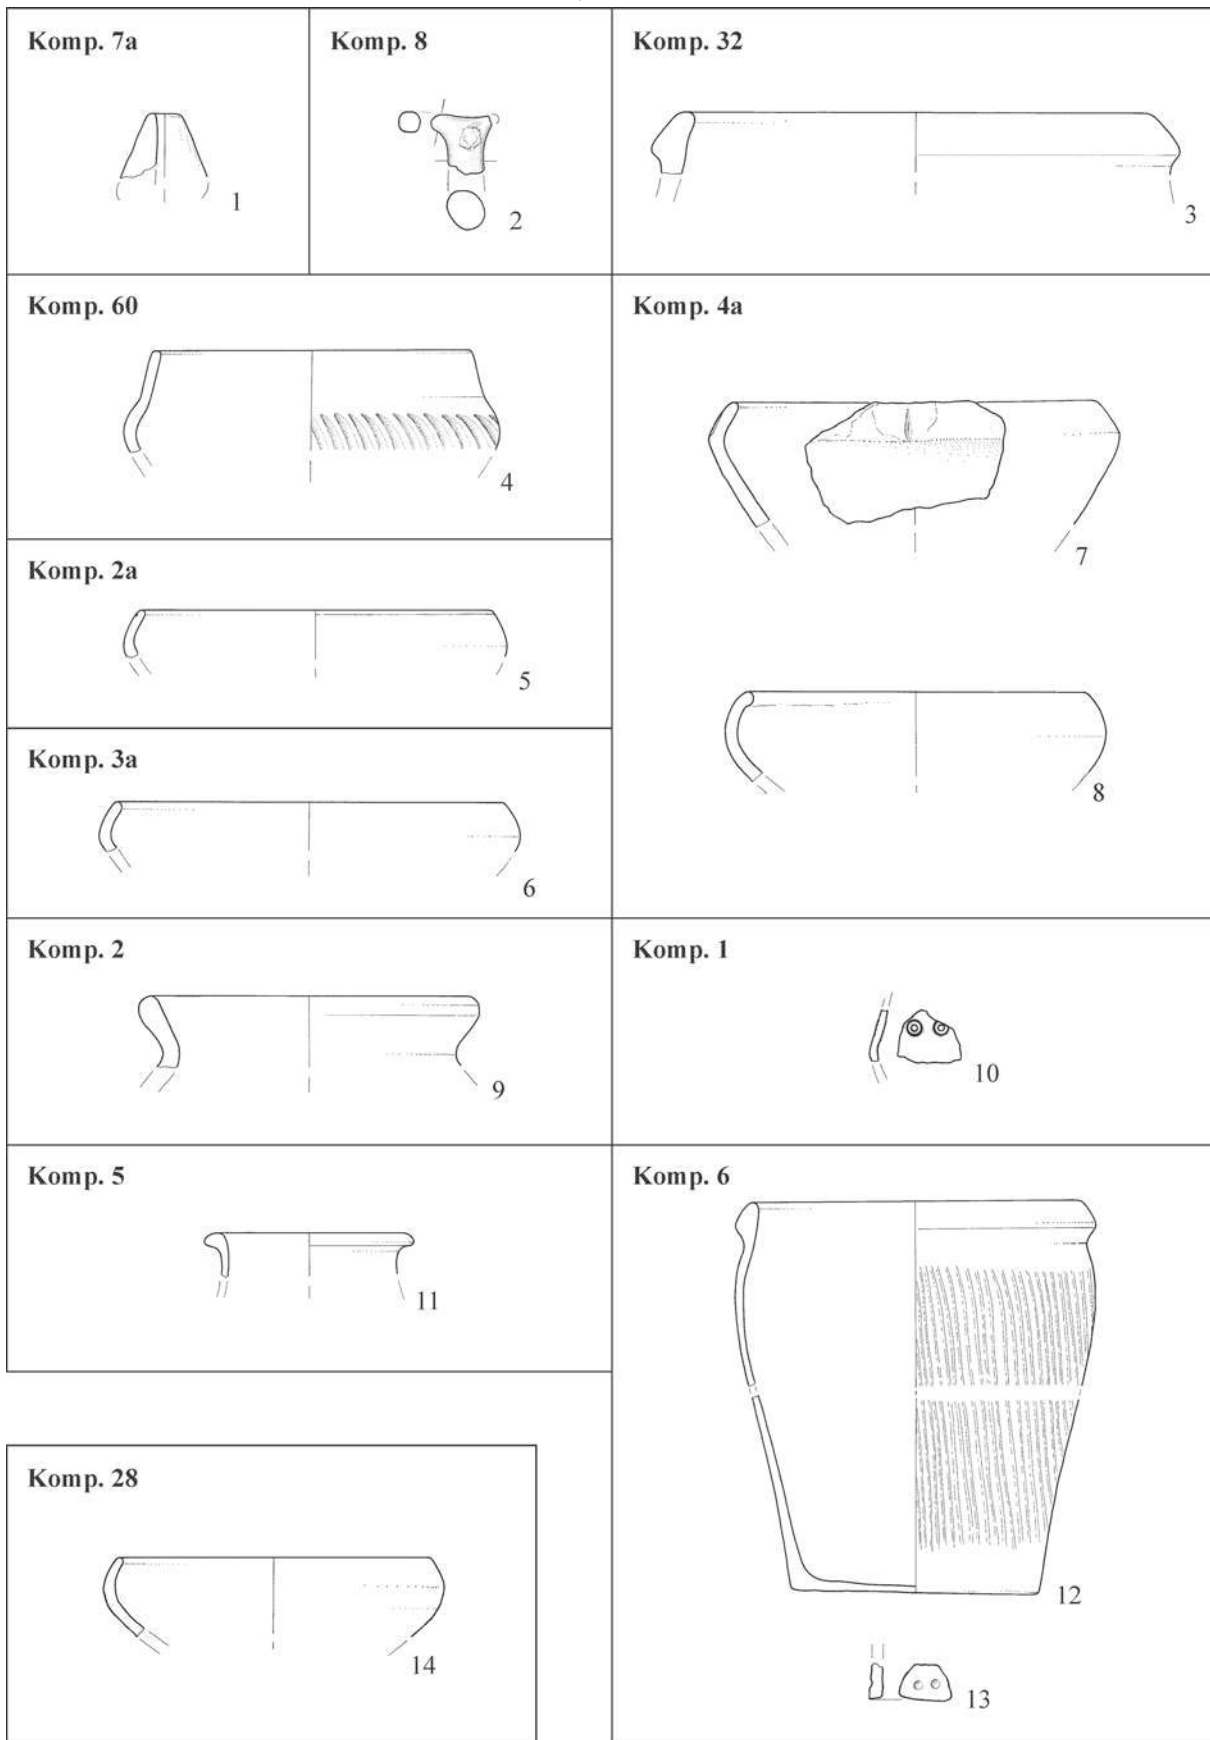 Komp. 7a
1
Komp. 8
2
Komp. 32
3
Komp. 60
4
Komp. 4a
7
8
Komp. 2a
5
Komp. 3a
6
Komp. 2
9
Komp. 1
10
Komp. 5
11
Komp. 6
12
13
Komp. 28
14